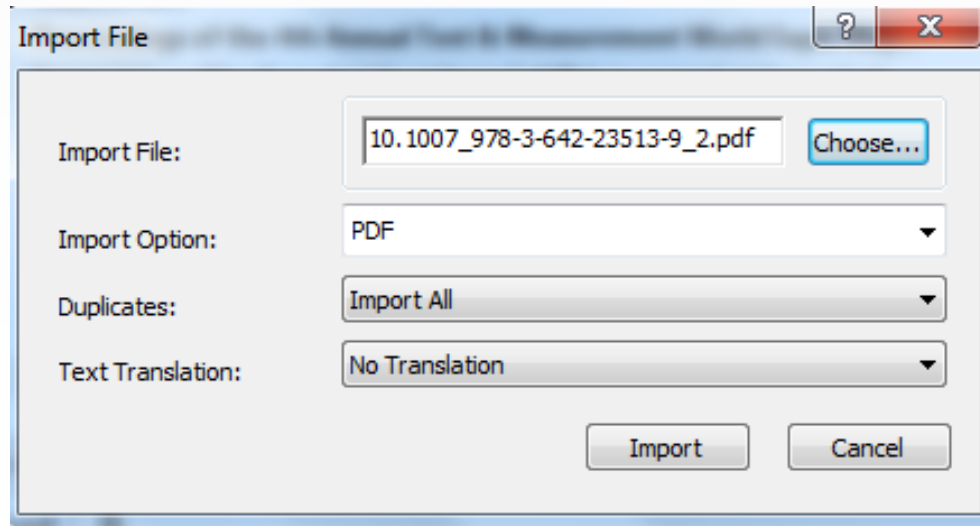 Import File
Import File:
10.1007_978-3-642-23513-9_2.pdf
Choose...
Import Option:
PDF
Duplicates:
Import All
Text Translation:
No Translation
Import
Cancel